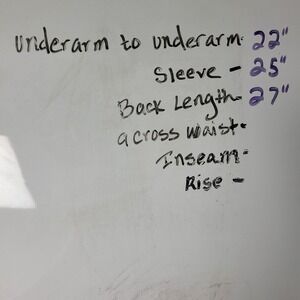 underarm to underarm- 22"
Sleeve - 25"
Back Length- 27"
across waist-
Inseam-
Rise -